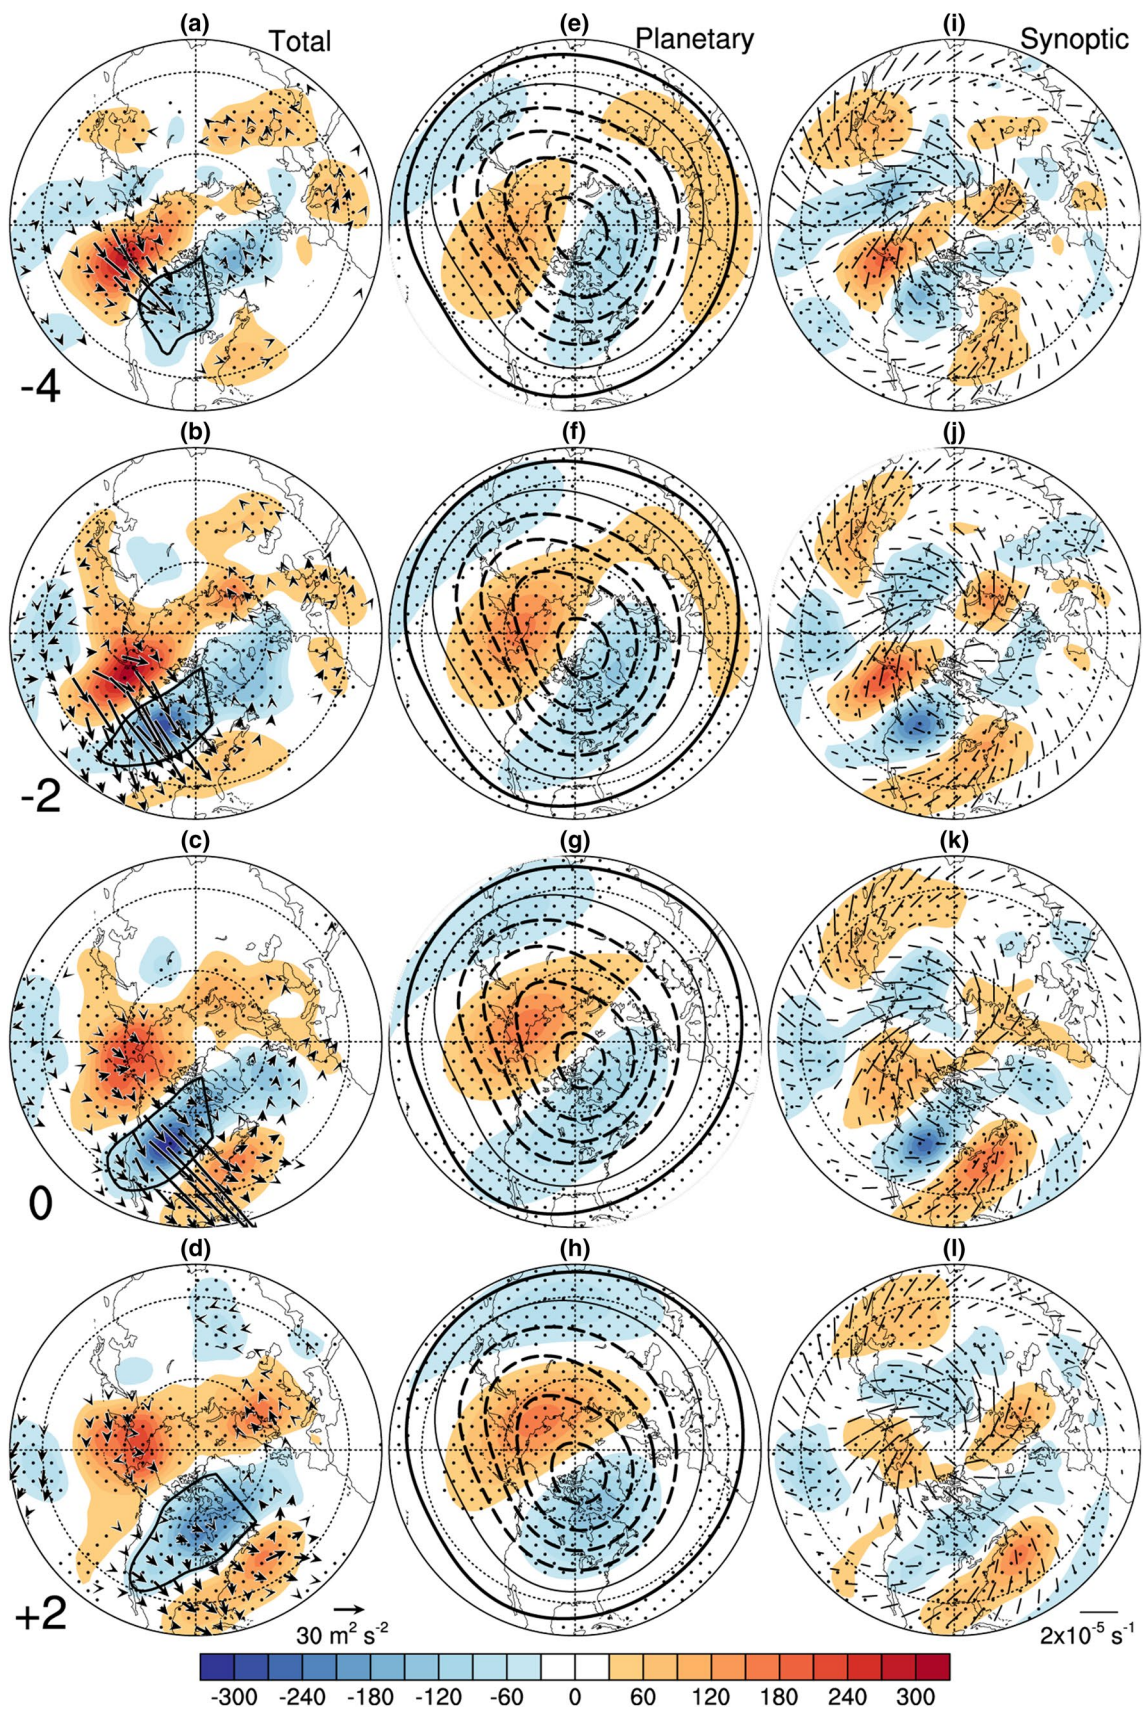 (a) Total
(e) Planetary
(i) Synoptic
-4
(b)
(f)
(j)
-2
(c)
(g)
(k)
0
(d)
(h)
(l)
+2
30 m² s⁻²
2x10⁻⁵ s⁻¹
-300 -240 -180 -120 -60 0 60 120 180 240 300